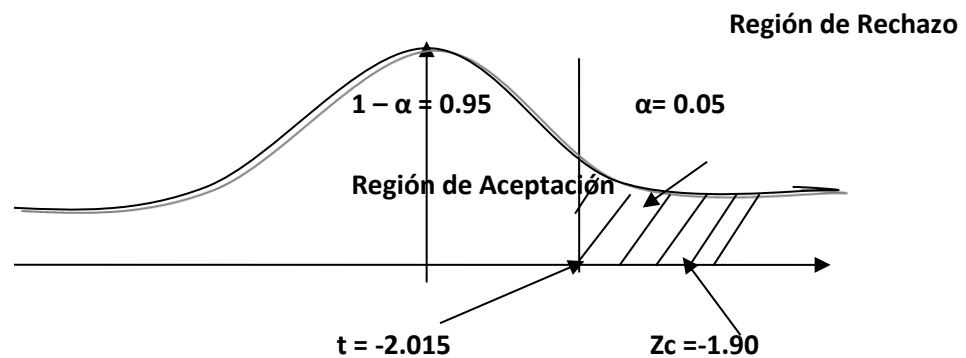 Región de Rechazo
1 – α = 0.95
α= 0.05
Región de Aceptación
t = -2.015
Zc =-1.90